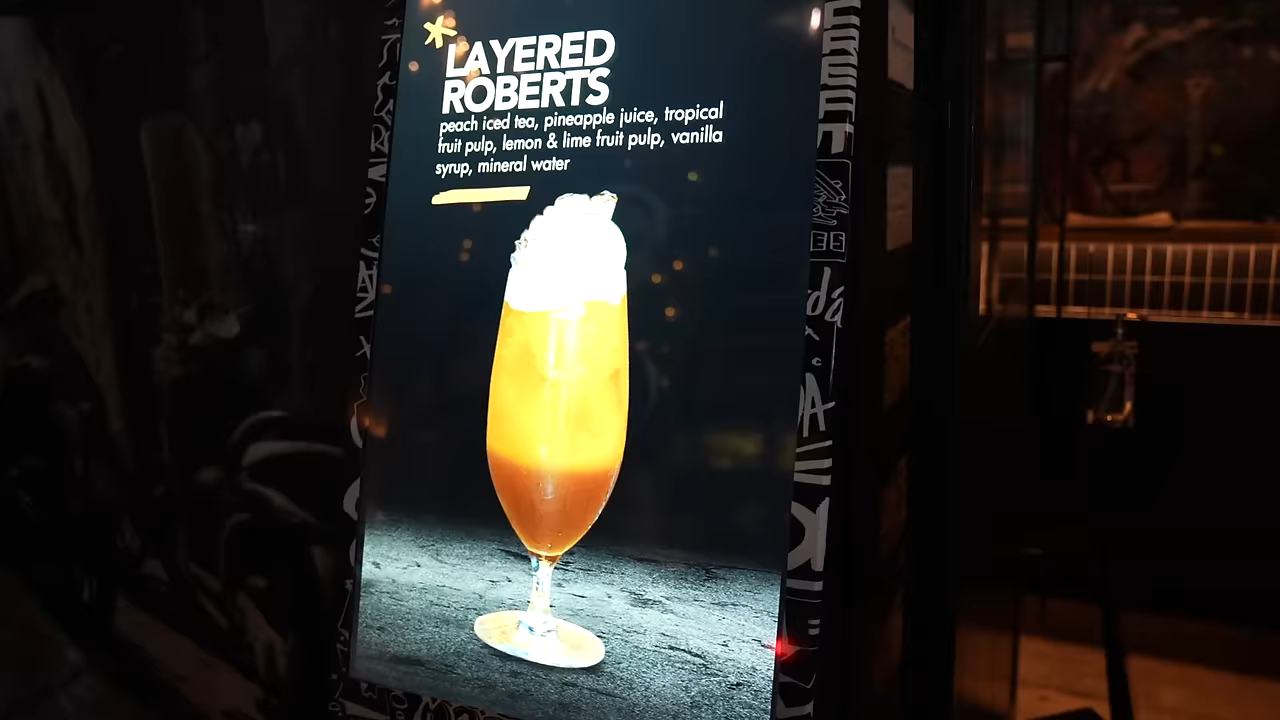 LAYERED
ROBERTS
peach iced tea, pineapple juice, tropical
fruit pulp, lemon & lime fruit pulp, vanilla
syrup, mineral water